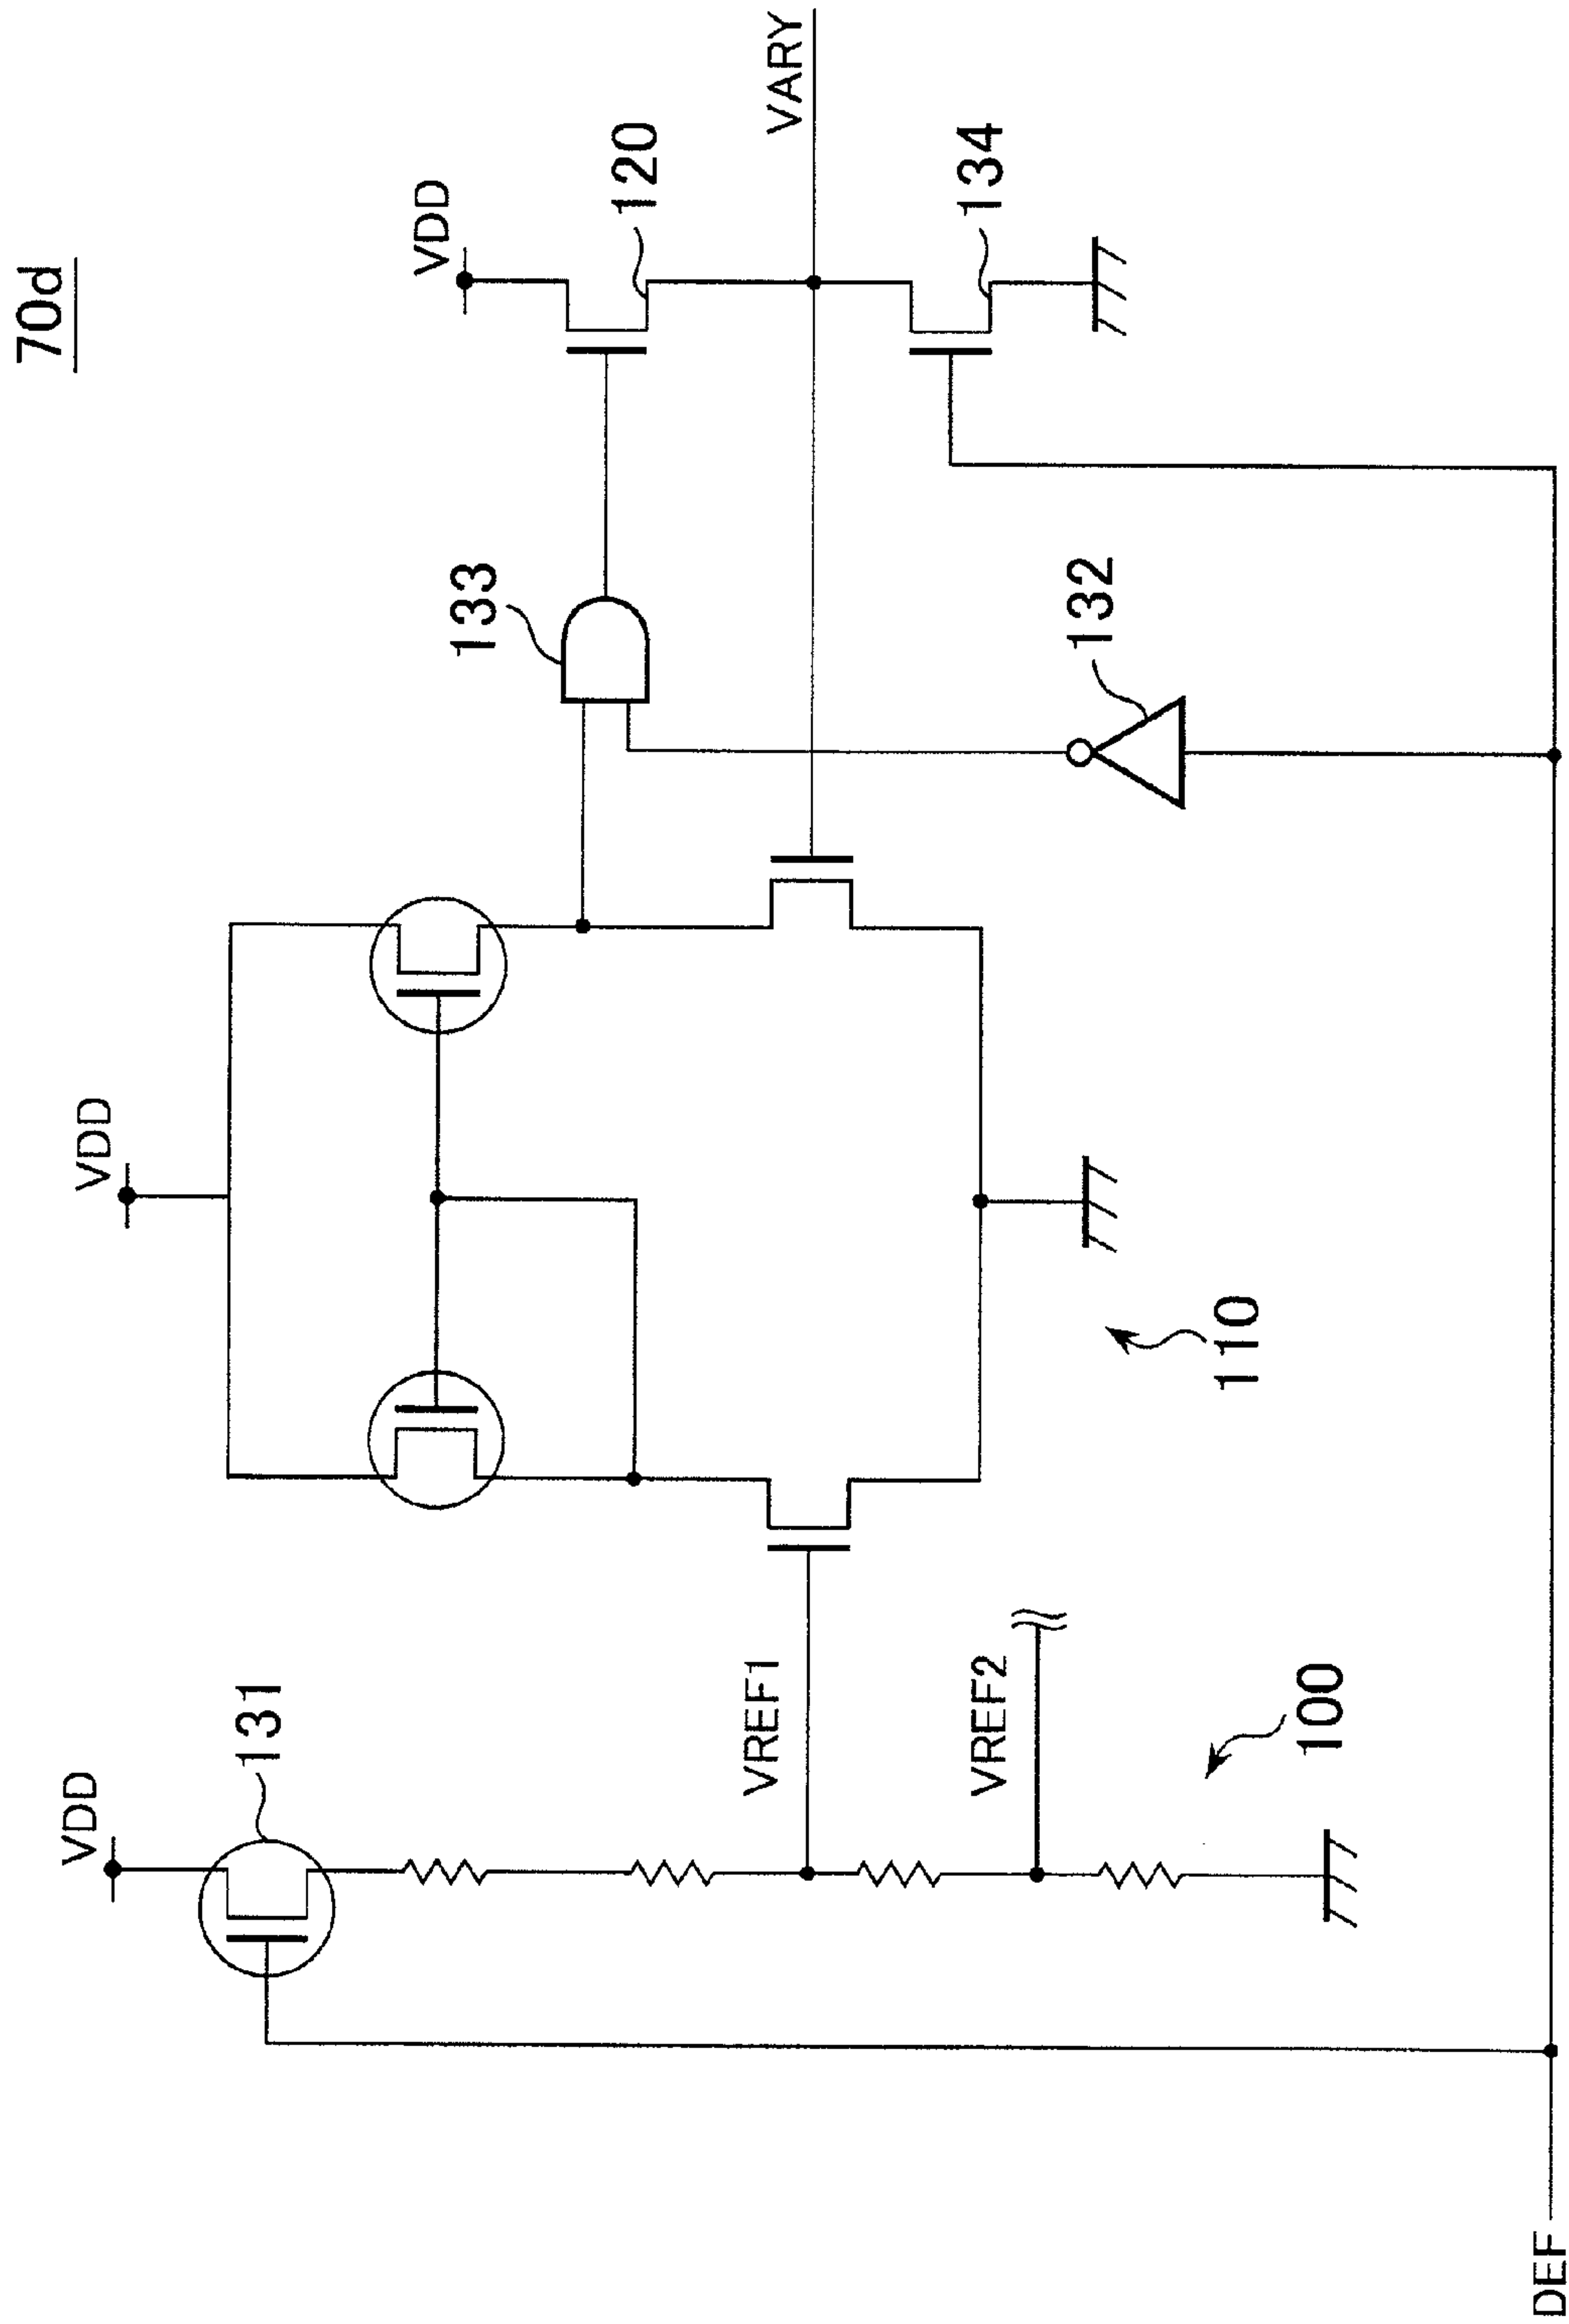 70d
VDD
VDD
VDD
131
133
120
VARY
134
132
VREF1
VREF2
110
100
DEF